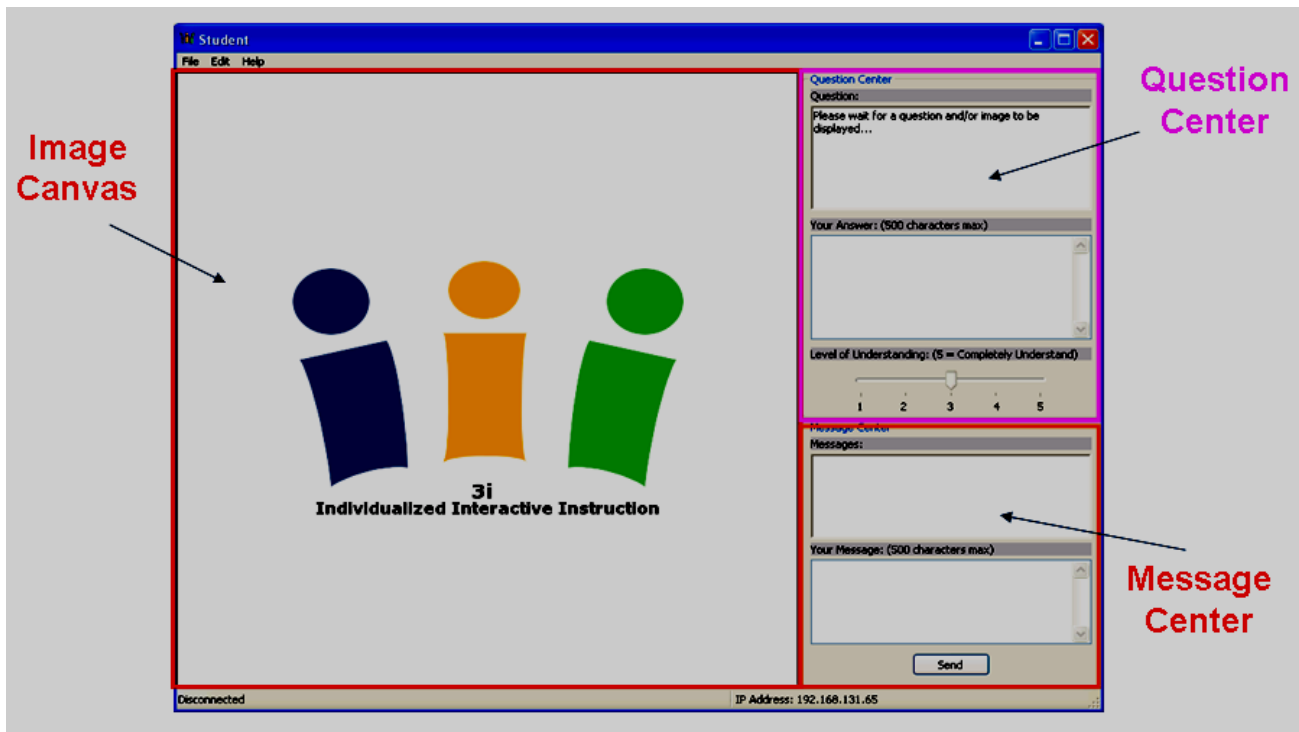 Student
File Edit Help
Image
Canvas
3i
Individualized Interactive Instruction
Question Center
Question:
Please wait for a question and/or image to be
displayed...
Your Answer: (500 characters max)
Level of Understanding: (5 = Completely Understand)
1 2 3 4 5
Message Center
Messages:
Your Message: (500 characters max)
Send
Question
Center
Message
Center
Disconnected
IP Address: 192.168.131.65